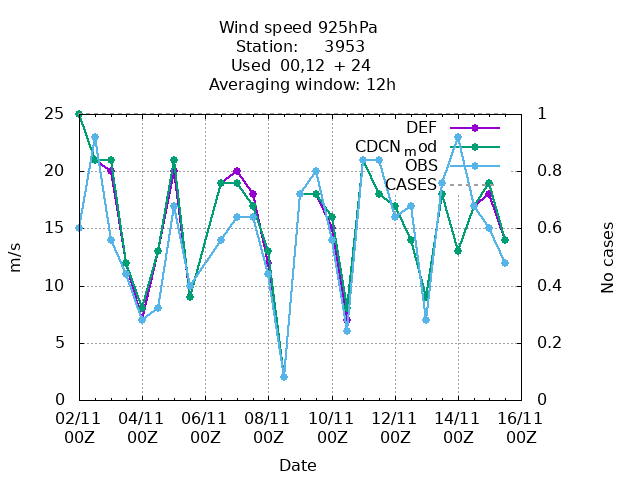 Wind speed 925hPa
Station: 3953
Used 00,12 + 24
Averaging window: 12h
25 1
DEF
CDCN_mod
20 OBS 0.8
CASES
15 0.6
m/s No cases
10 0.4
5 0.2
0 0
02/11 04/11 06/11 08/11 10/11 12/11 14/11 16/11
00Z 00Z 00Z 00Z 00Z 00Z 00Z 00Z
Date